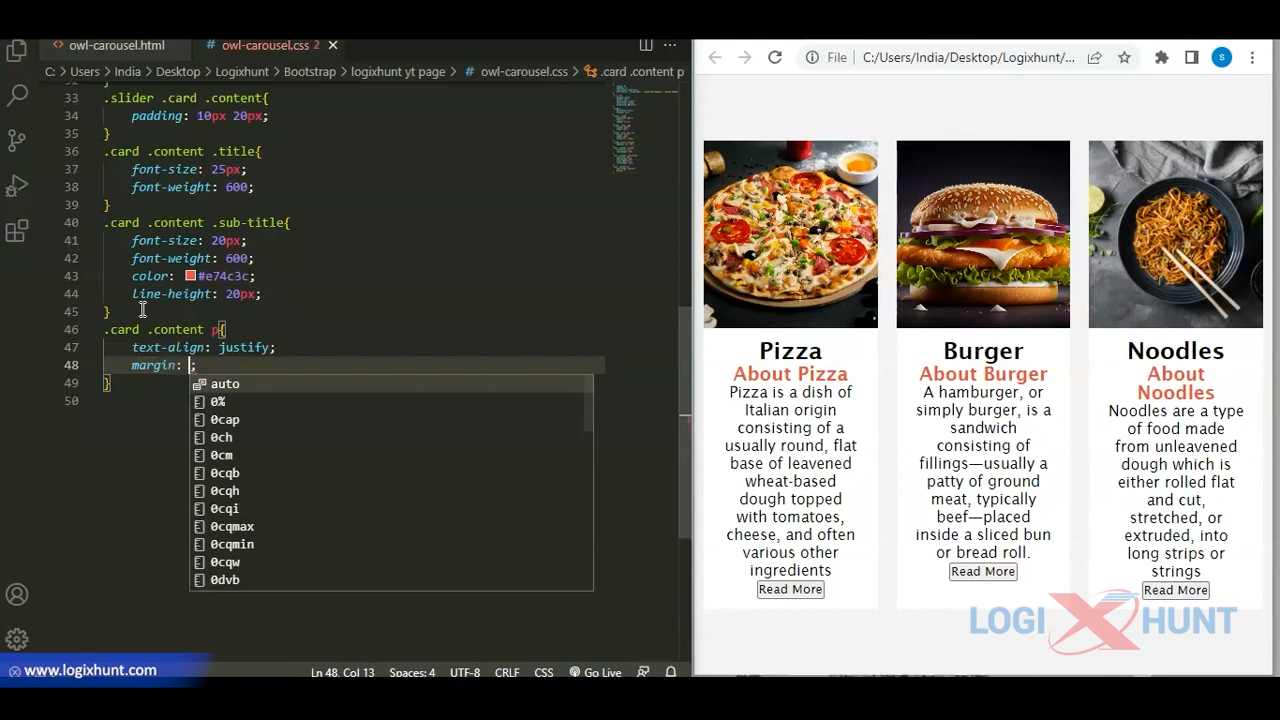 owl-carousel.html
owl-carousel.css 2
C: > Users > India > Desktop > Logixhunt > Bootstrap > logixhunt yt page > # owl-carousel.css > .card .content p
33 .slider .card .content{
34 padding: 10px 20px;
35 }
36 .card .content .title{
37 font-size: 25px;
38 font-weight: 600;
39 }
40 .card .content .sub-title{
41 font-size: 20px;
42 font-weight: 600;
43 color: #e74c3c;
44 line-height: 20px;
45 }
46 .card .content p{
47 text-align: justify;
48 margin: ;
49 }
50
auto
0%
0cap
0ch
0cm
0cqb
0cqh
0cqi
0cqmax
0cqmin
0cqw
0dvb
www.logixhunt.com
Ln 48, Col 13
Spaces: 4
UTF-8
CRLF
CSS
Go Live
File
C:/Users/India/Desktop/Logixhunt/...
S
Pizza
About Pizza
Pizza is a dish of
Italian origin
consisting of a
usually round, flat
base of leavened
wheat-based
dough topped
with tomatoes,
cheese, and often
various other
ingredients
Read More
Burger
About Burger
A hamburger, or
simply burger, is a
sandwich
consisting of
fillings—usually a
patty of ground
meat, typically
beef—placed
inside a sliced bun
or bread roll.
Read More
Noodles
About
Noodles
Noodles are a type
of food made
from unleavened
dough which is
either rolled flat
and cut,
stretched, or
extruded, into
long strips or
strings
Read More
LOGIXHUNT